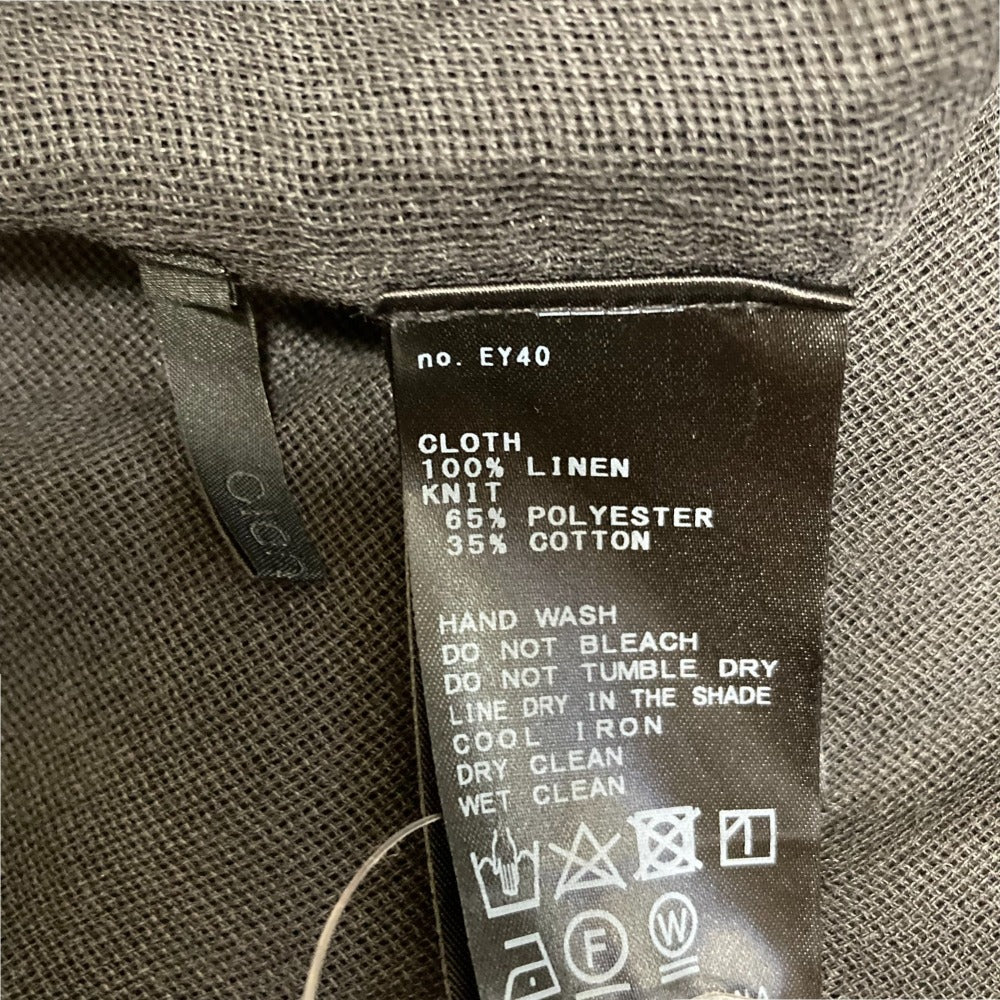 no. EY40
CLOTH
100% LINEN
KNIT
65% POLYESTER
35% COTTON
HAND WASH
DO NOT BLEACH
DO NOT TUMBLE DRY
LINE DRY IN THE SHADE
COOL IRON
DRY CLEAN
WET CLEAN
F
W